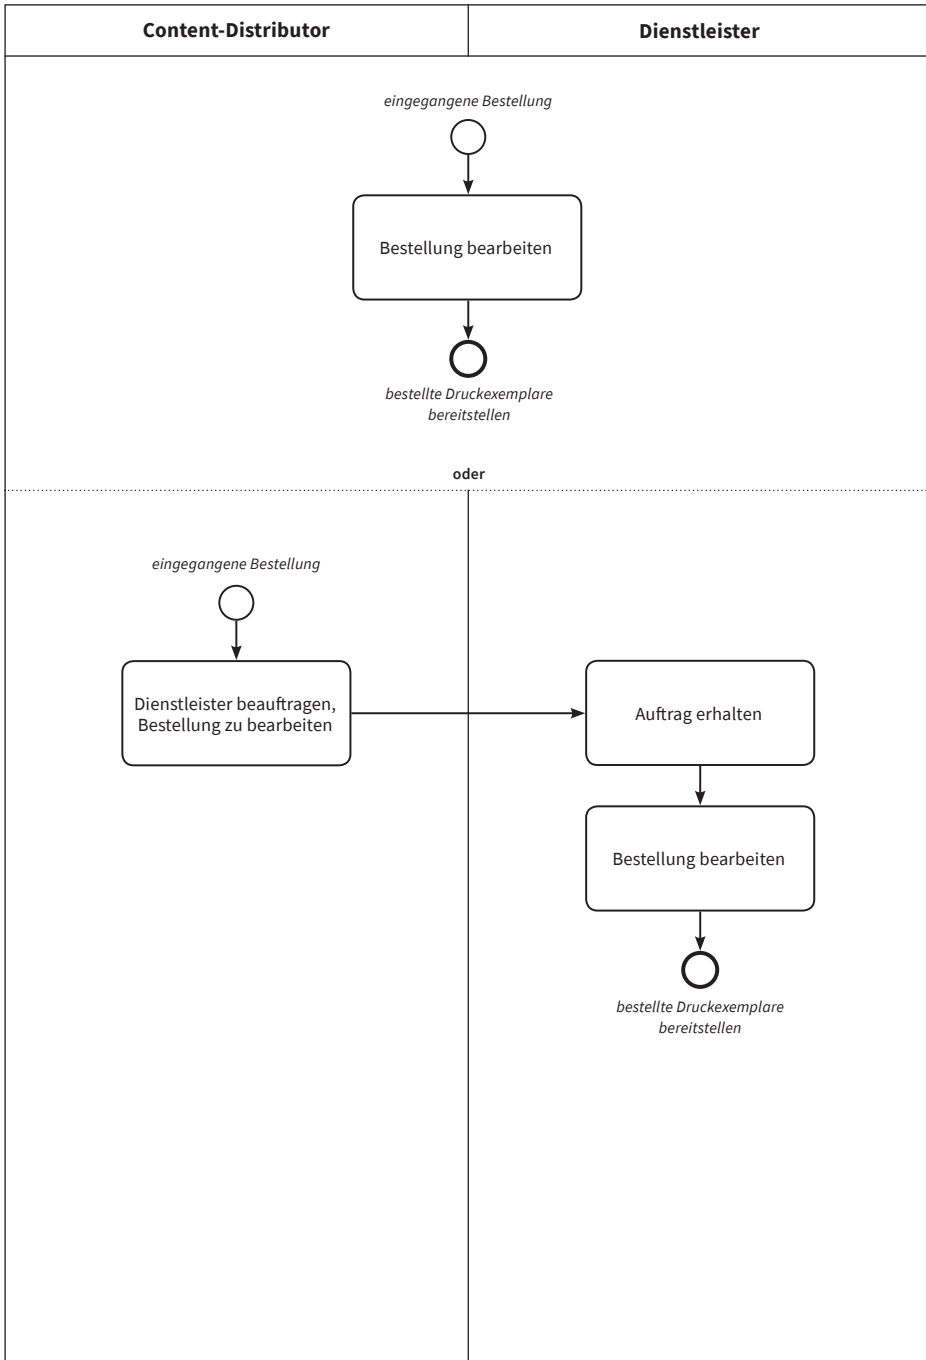 Content-Distributor
Dienstleister
eingegangene Bestellung
Bestellung bearbeiten
bestellte Druckexemplare
bereitstellen
oder
eingegangene Bestellung
Dienstleister beauftragen,
Bestellung zu bearbeiten
Auftrag erhalten
Bestellung bearbeiten
bestellte Druckexemplare
bereitstellen